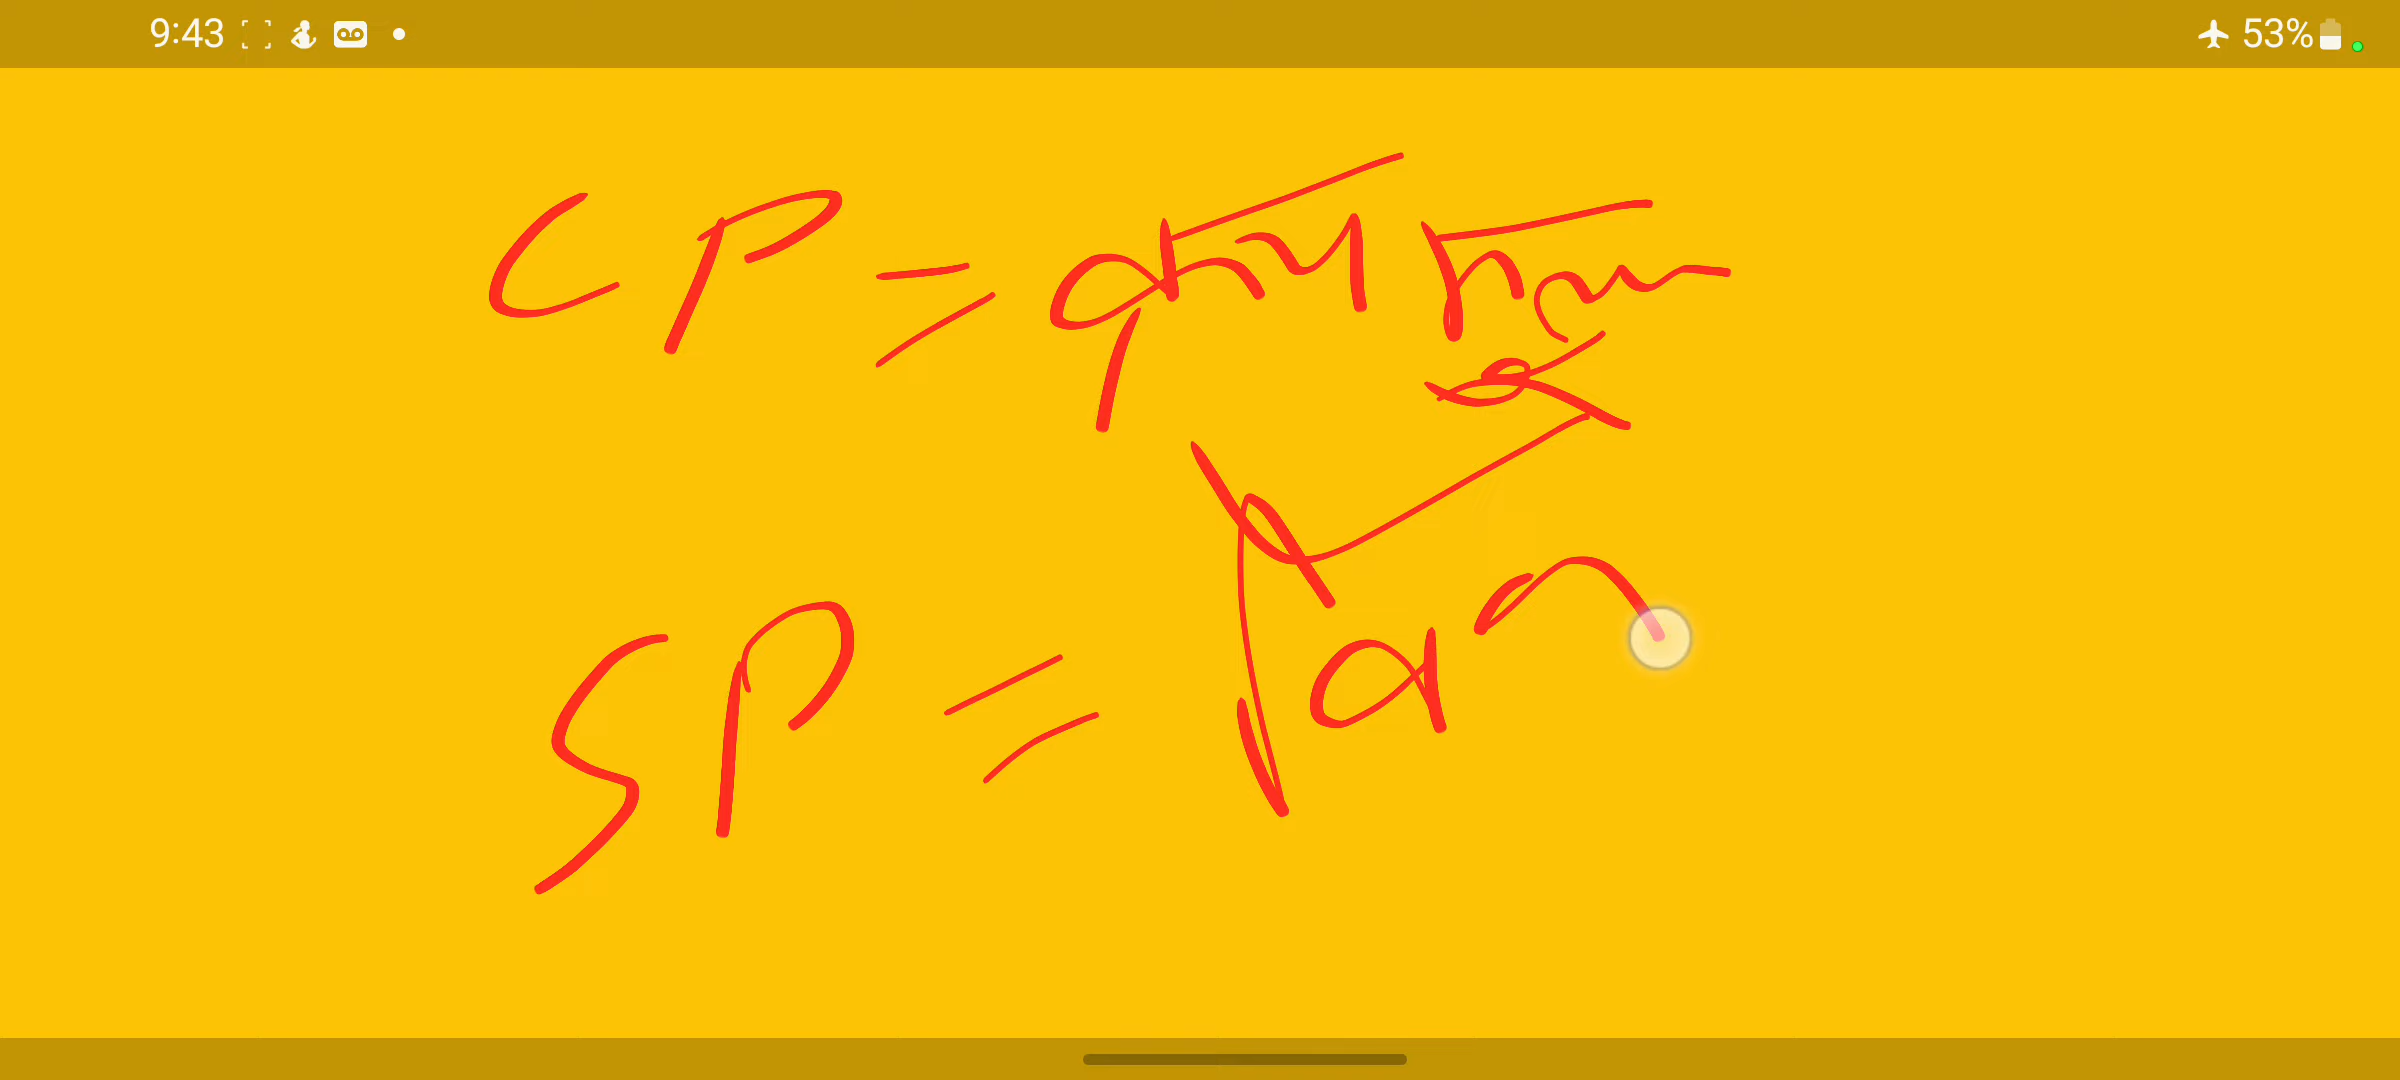 9:43 53%
CP = क्रय मूल्य
SP = वि